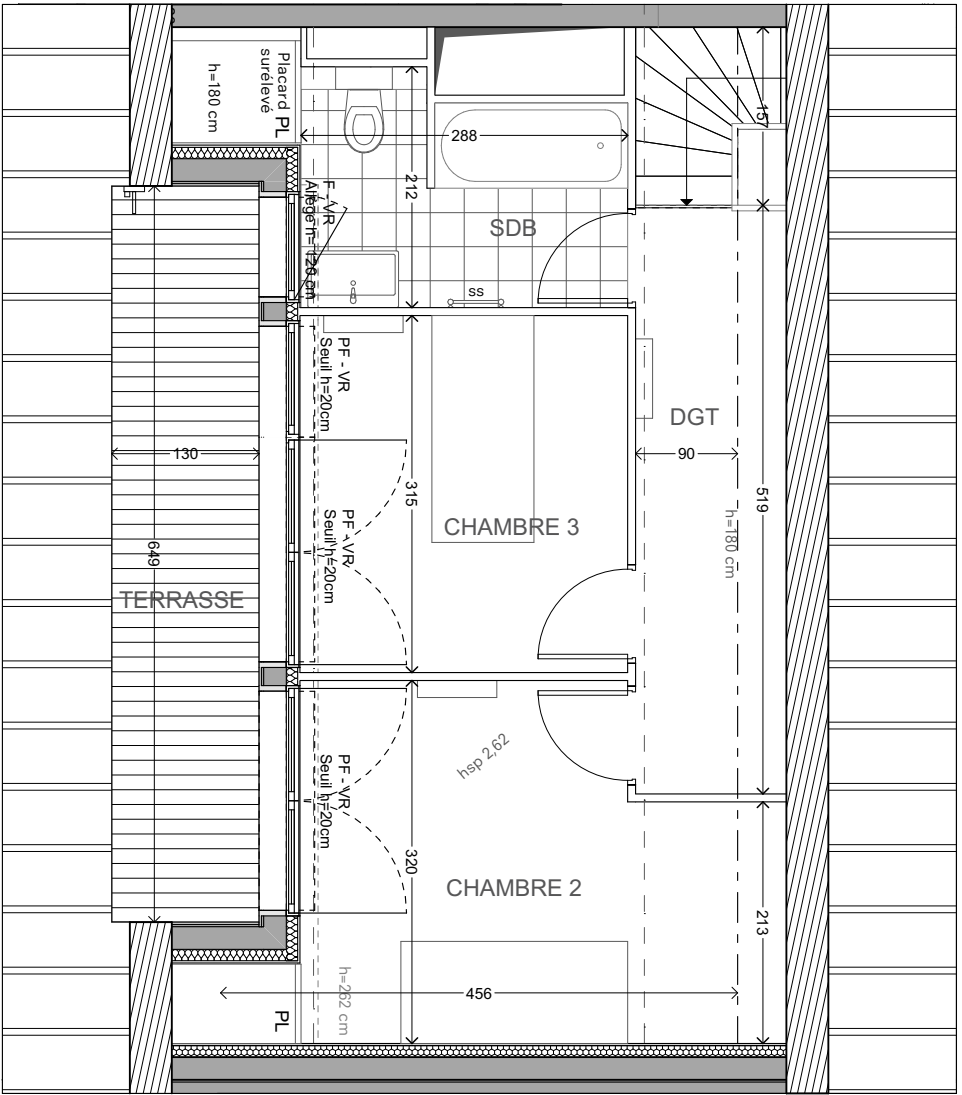 Placard PL
surélevé
h=180 cm
288
157
212
F - VR
Allège h= 120 cm
SDB
ss
PF - VR
Seuil h=20cm
DGT
130
90
315
519
h=180 cm
CHAMBRE 3
PF - VR
Seuil h=20cm
649
TERRASSE
hsp 2,62
PF - VR
Seuil h=20cm
320
CHAMBRE 2
213
h=262 cm
456
PL